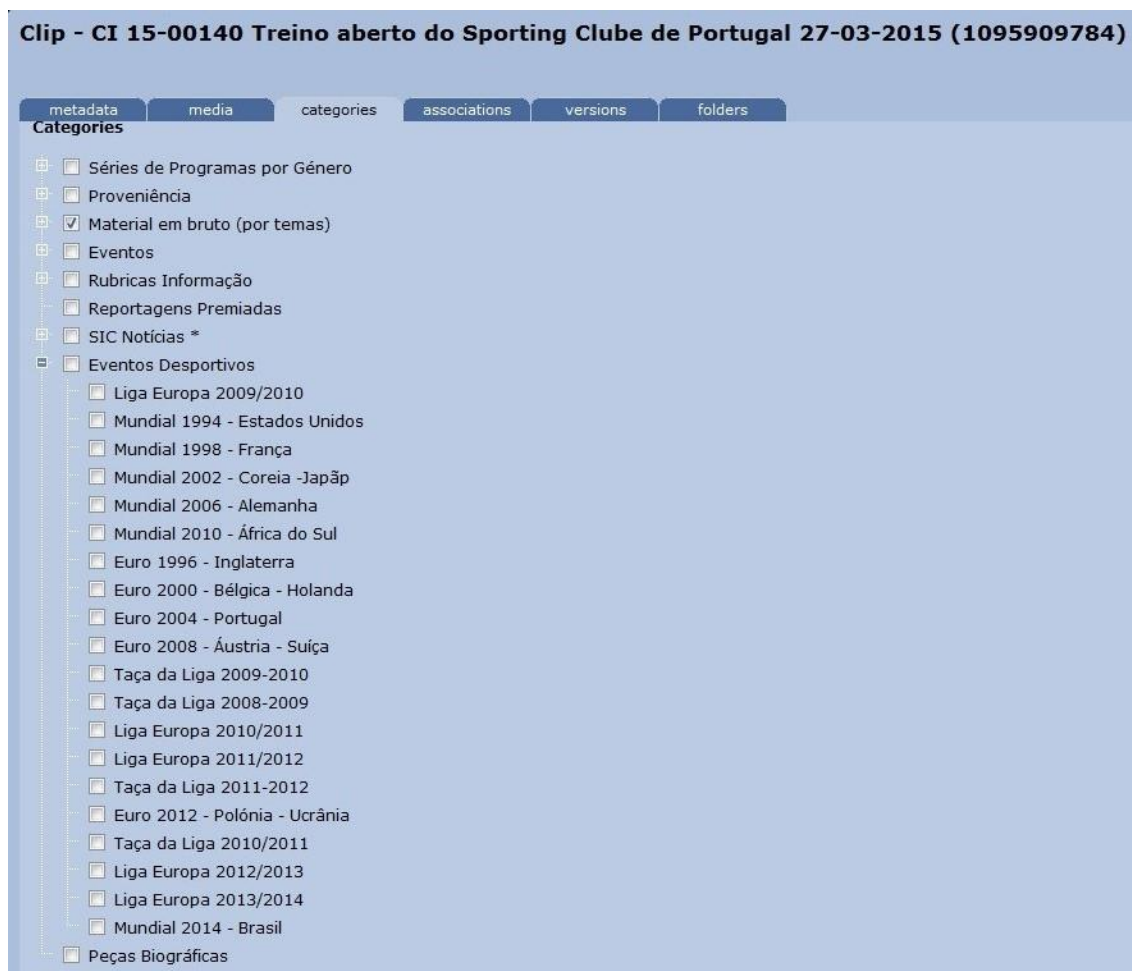 Clip - CI 15-00140 Treino aberto do Sporting Clube de Portugal 27-03-2015 (1095909784)
metadata media categories associations versions folders
Categories
Séries de Programas por Género
Proveniência
Material em bruto (por temas)
Eventos
Rubricas Informação
Reportagens Premiadas
SIC Notícias *
Eventos Desportivos
Liga Europa 2009/2010
Mundial 1994 - Estados Unidos
Mundial 1998 - França
Mundial 2002 - Coreia -Japãp
Mundial 2006 - Alemanha
Mundial 2010 - África do Sul
Euro 1996 - Inglaterra
Euro 2000 - Bélgica - Holanda
Euro 2004 - Portugal
Euro 2008 - Áustria - Suíça
Taça da Liga 2009-2010
Taça da Liga 2008-2009
Liga Europa 2010/2011
Liga Europa 2011/2012
Taça da Liga 2011-2012
Euro 2012 - Polónia - Ucrânia
Taça da Liga 2010/2011
Liga Europa 2012/2013
Liga Europa 2013/2014
Mundial 2014 - Brasil
Peças Biográficas